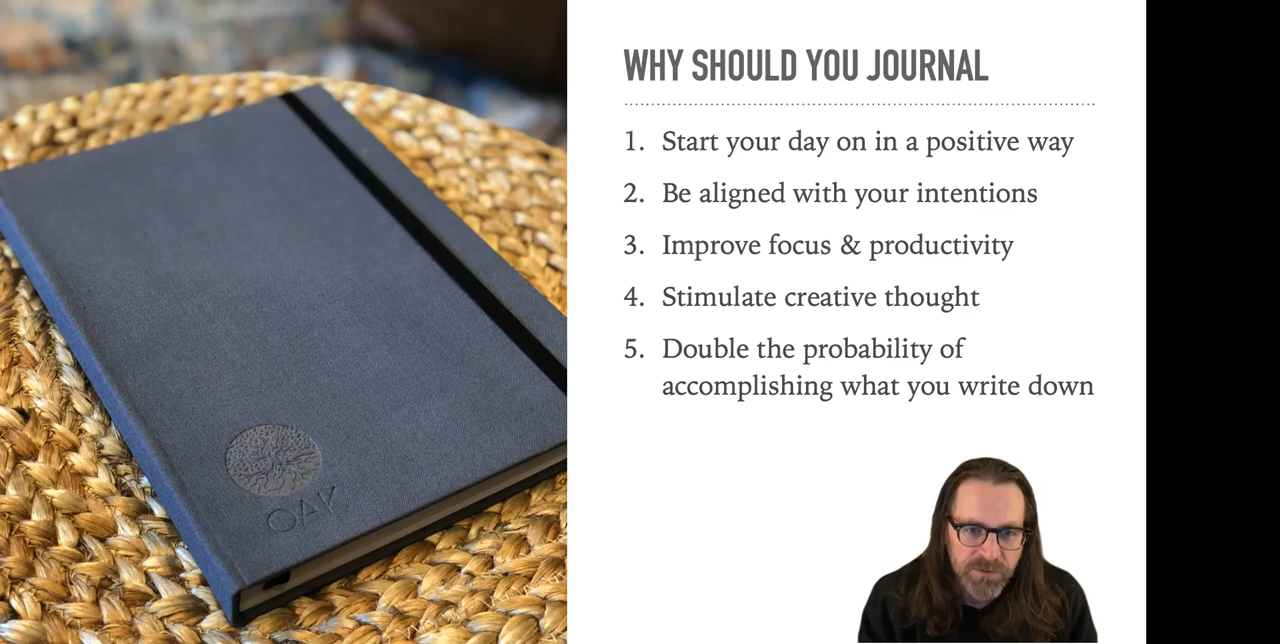 WHY SHOULD YOU JOURNAL
1. Start your day on in a positive way
2. Be aligned with your intentions
3. Improve focus & productivity
4. Stimulate creative thought
5. Double the probability of
accomplishing what you write down
OAV